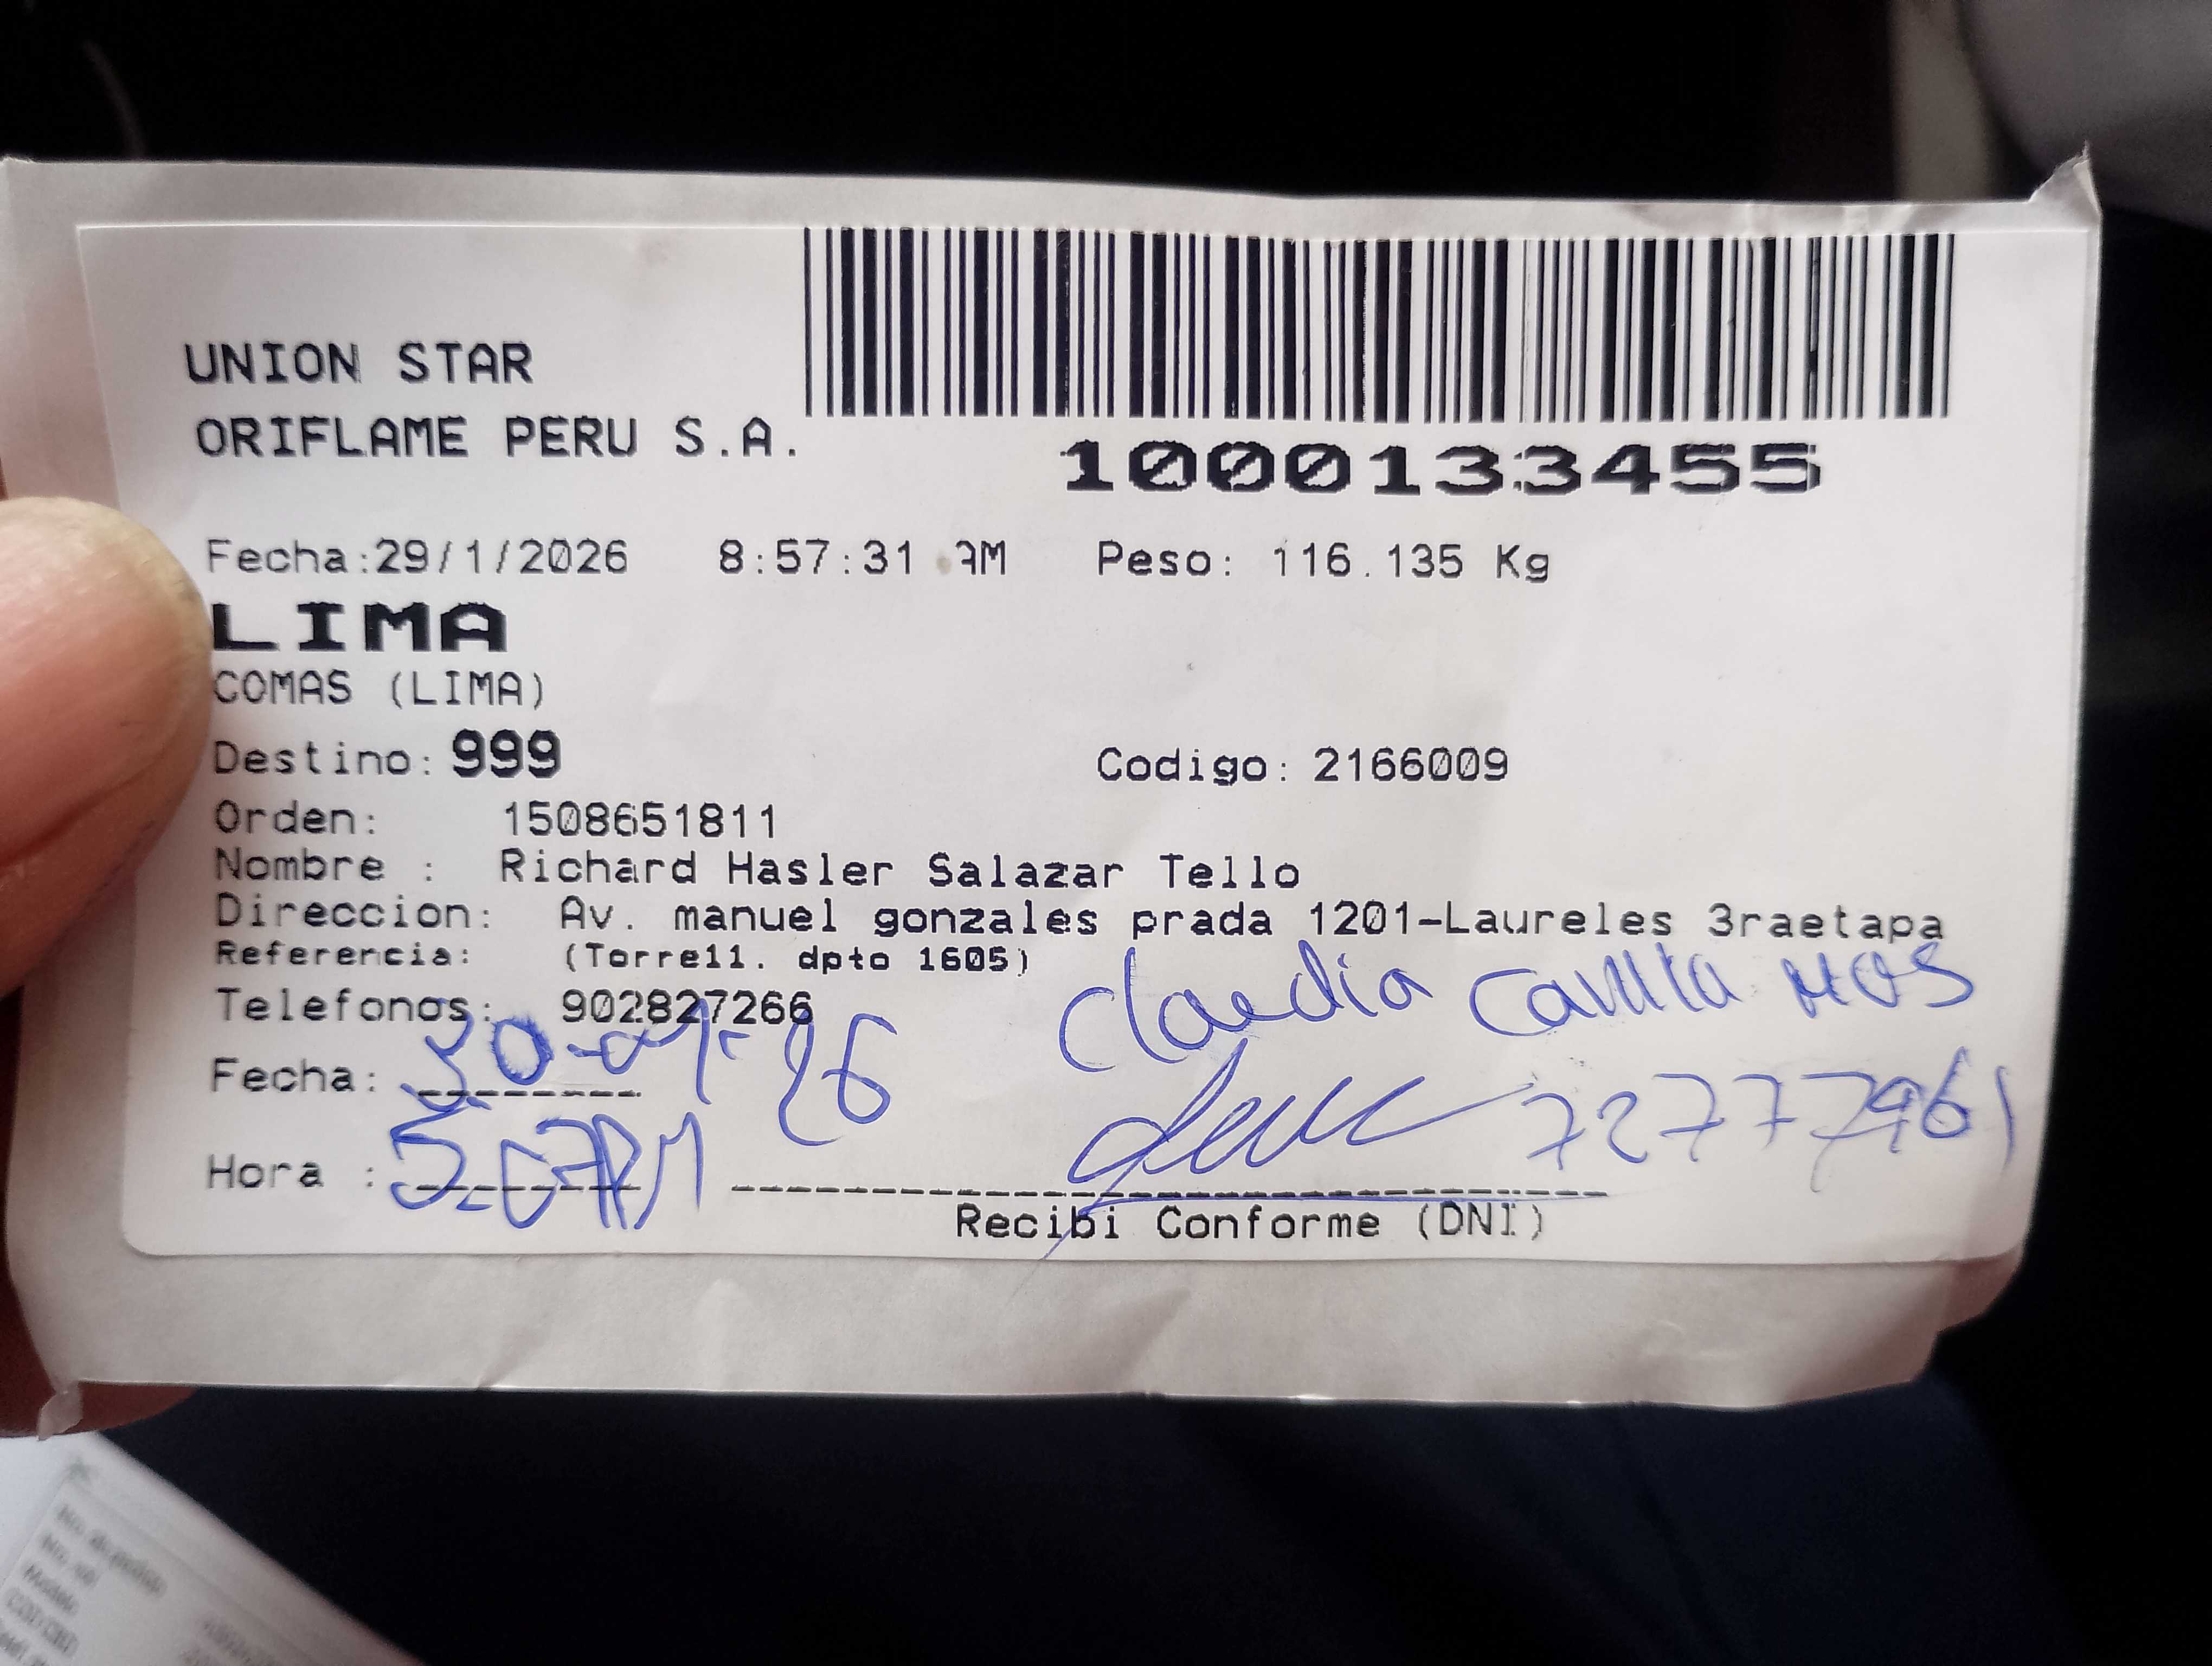 UNION STAR
ORIFLAME PERU S.A.
1000133455
Fecha:29/1/2026 8:57:31 AM Peso: 116.135 Kg
LIMA
COMAS (LIMA)
Destino: 999 Codigo: 2166009
Orden: 1508651811
Nombre : Richard Hasler Salazar Tello
Direccion: Av. manuel gonzales prada 1201-Laureles 3raetapa
Referencia: (Torre11. dpto 1605)
Telefonos: 902827266
Claudia
Fecha: 30-01-26
Hora : 5:07PM
Recibi Conforme (DNI)